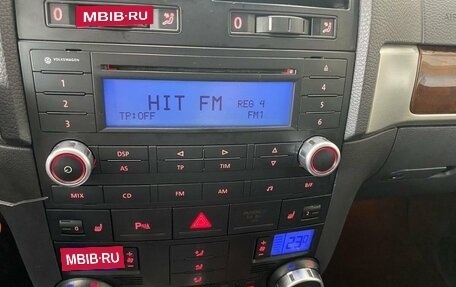 MBIB·RU
0
VOLKSWAGEN
1
2
3
4
5
6
HIT FM REG 4
TP:OFF FM1
DSP
AS
TP
TIM
MIX
CD
FM
AM
B/F
P
MBIB·RU